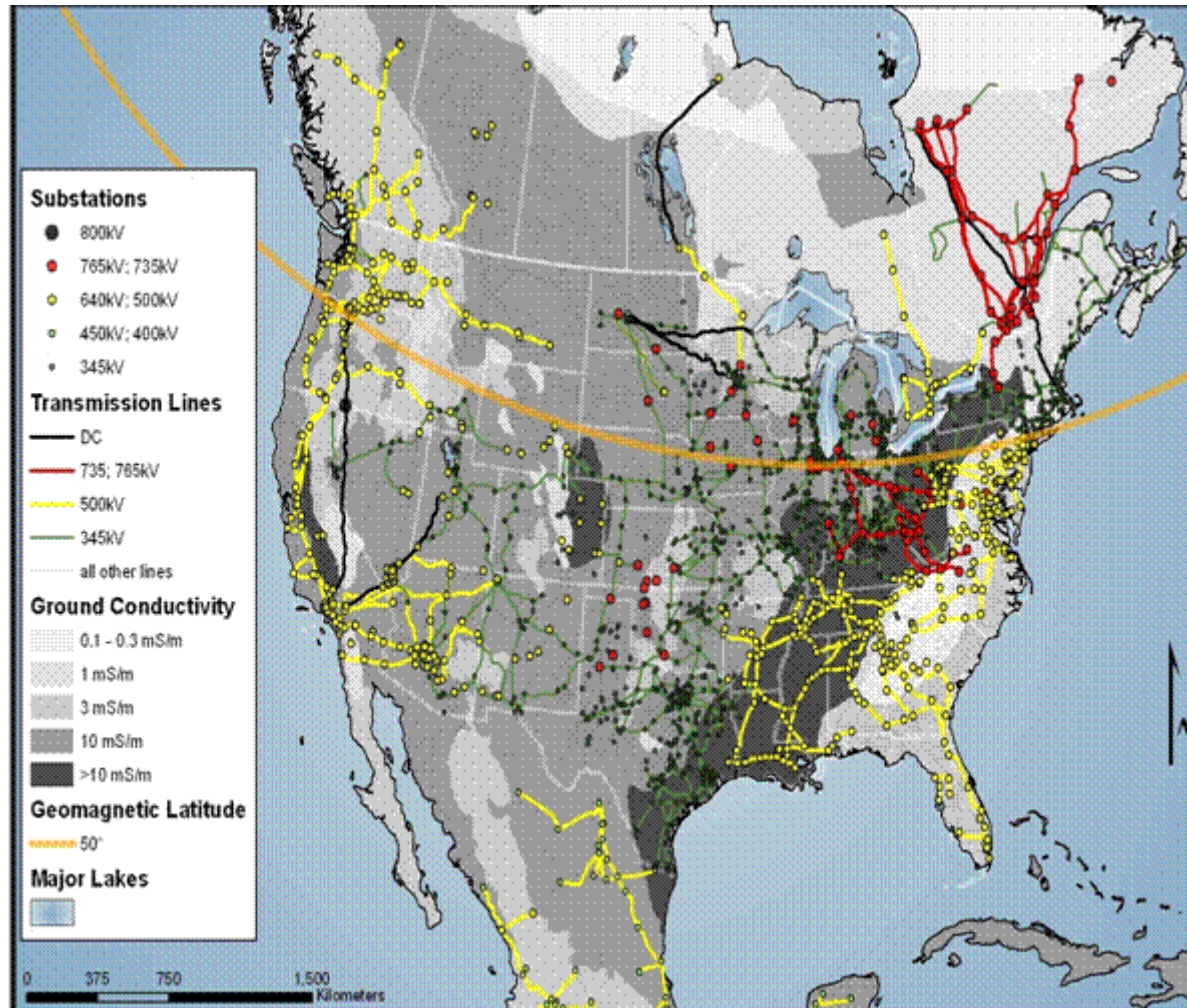 Substations
800kV
765kV; 735kV
640kV; 500kV
450kV; 400kV
345kV
Transmission Lines
DC
735; 765kV
500kV
345kV
all other lines
Ground Conductivity
0.1 - 0.3 mS/m
1 mS/m
3 mS/m
10 mS/m
>10 mS/m
Geomagnetic Latitude
50°
Major Lakes
0 375 750 1,500
Kilometers